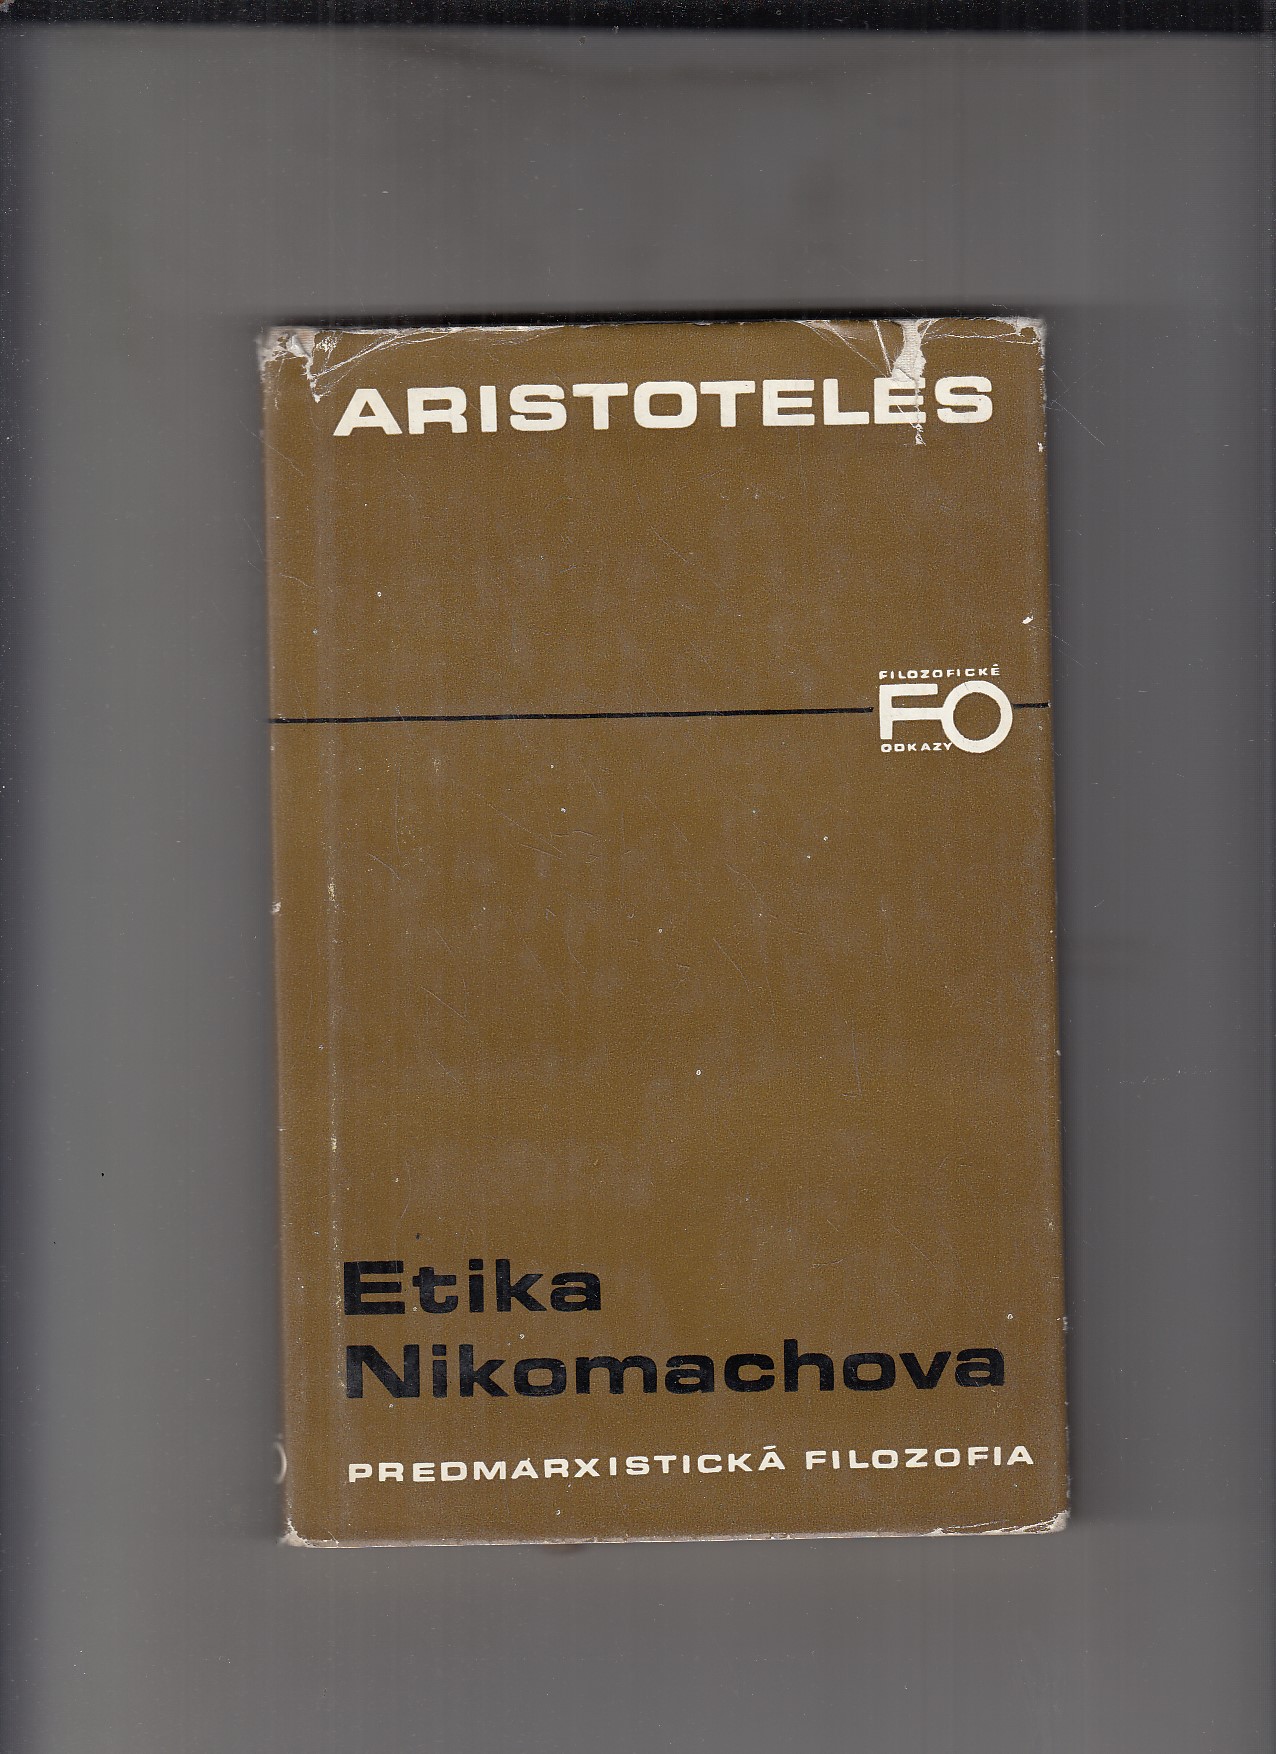 ARISTOTELES
FILOZOFICKÉ
FO
ODKAZY
Etika
Nikomachova
PREDMARXISTICKÁ FILOZOFIA